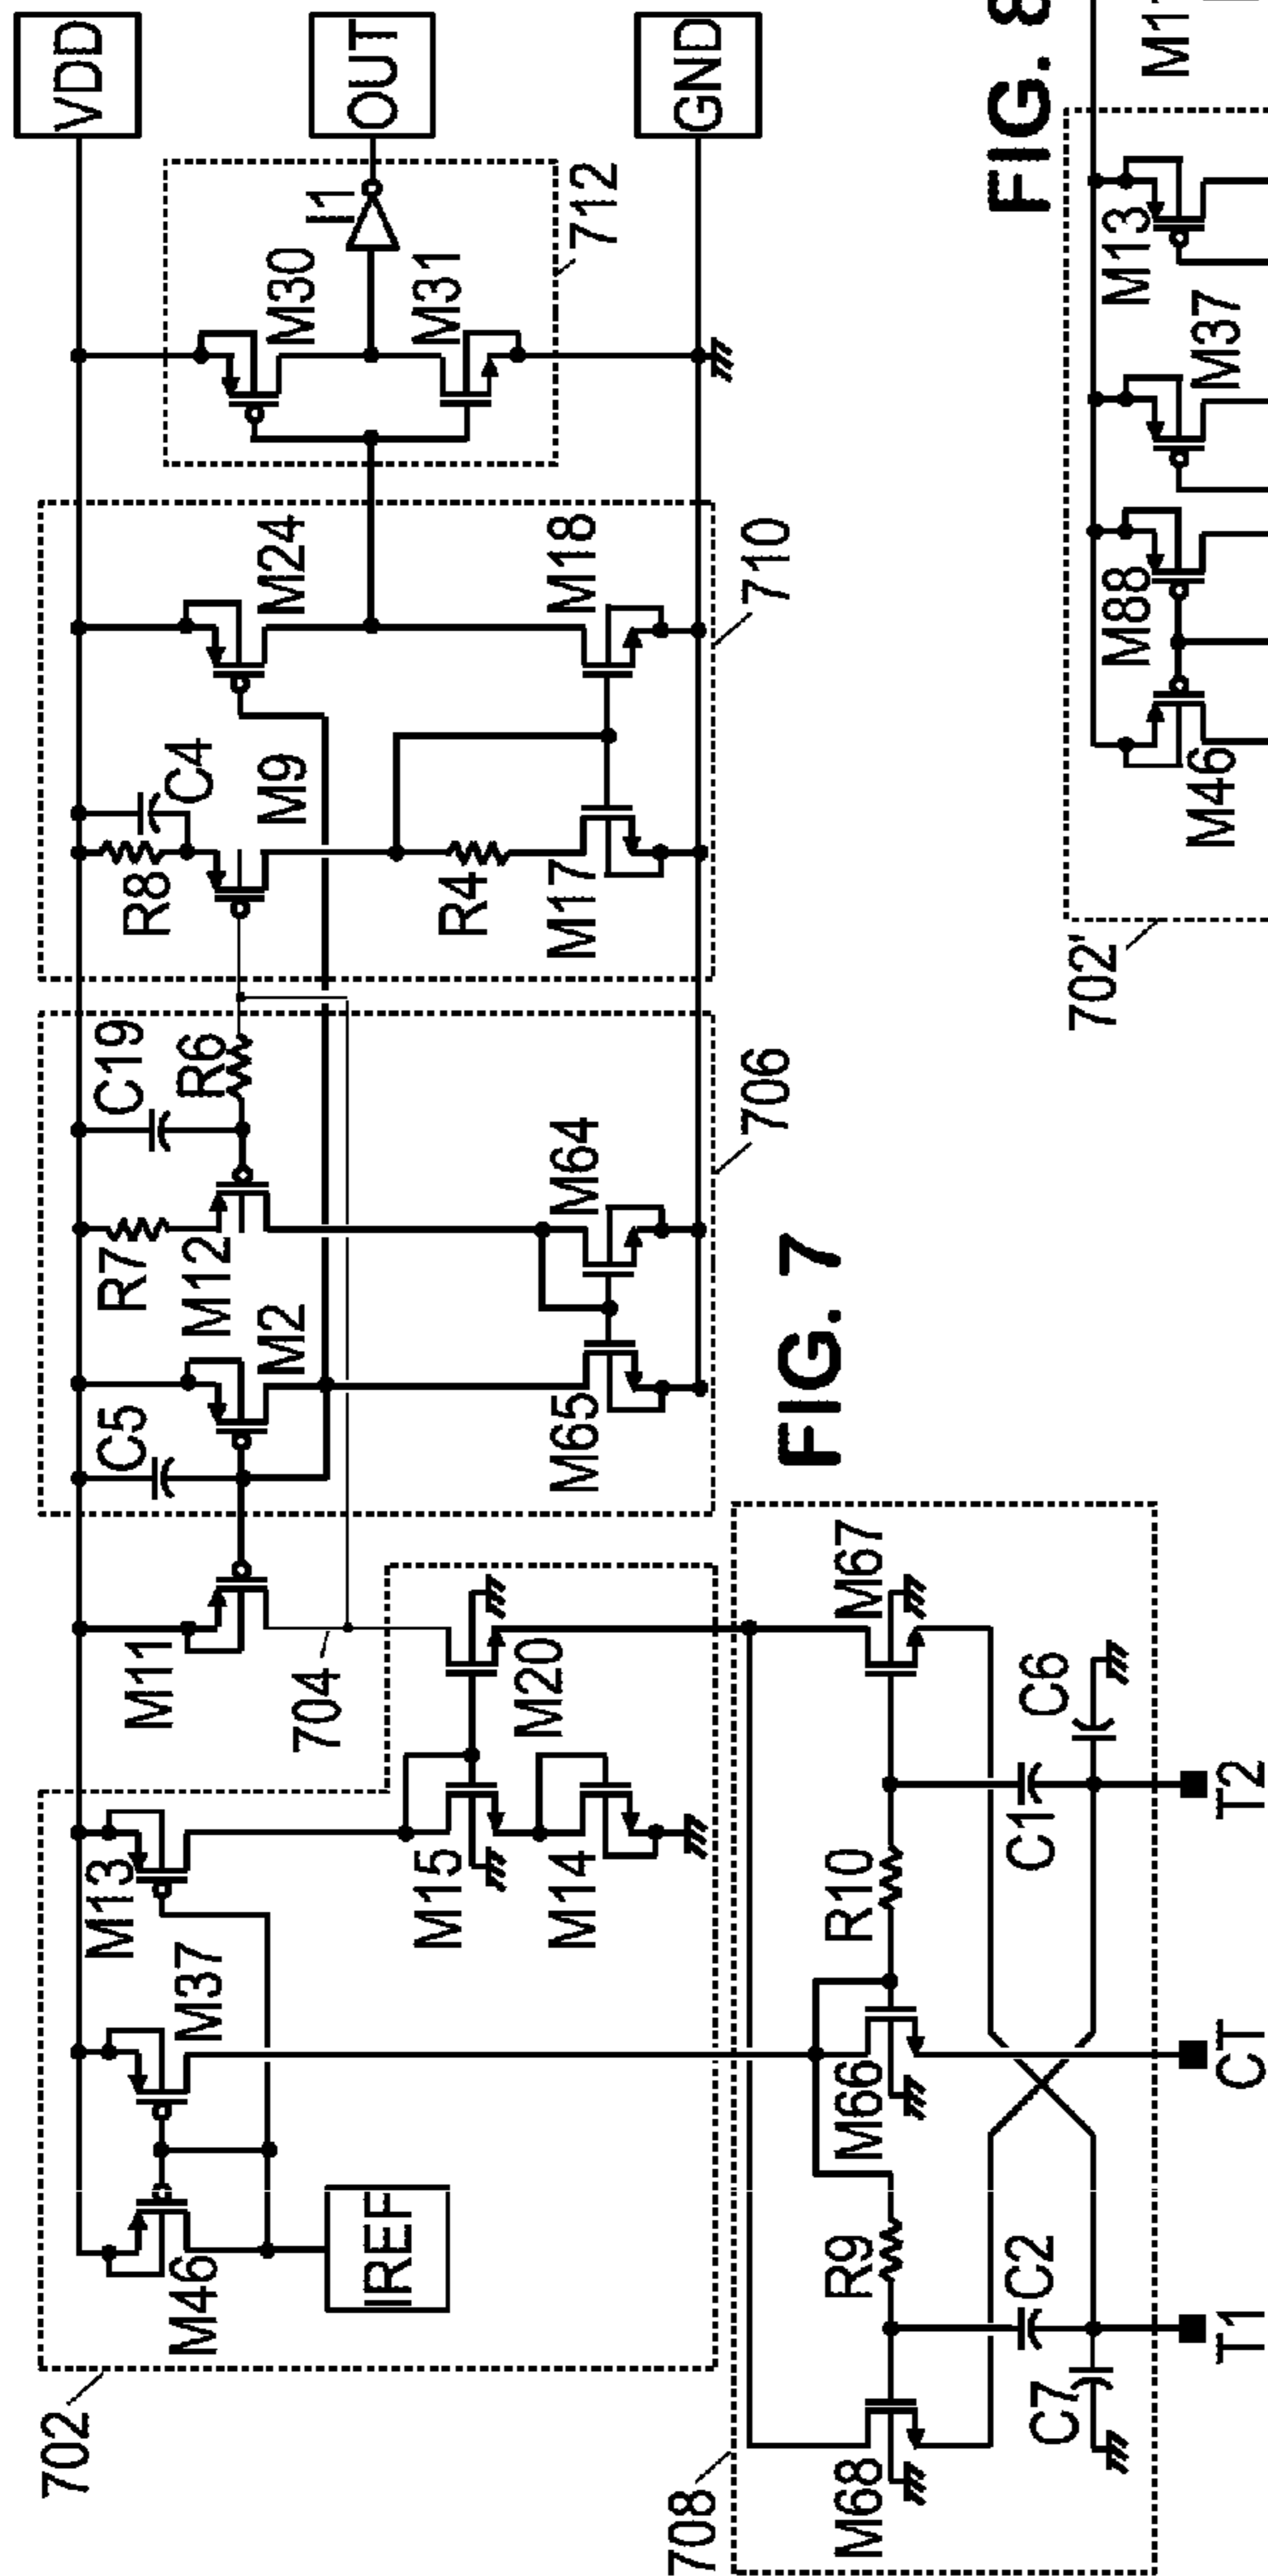 VDD
OUT
GND
I1
M30
M31
712
M24
C4
M9
R8
M18
R4
M17
710
C19
R6
R7
M12
M2
C5
M64
M65
706
FIG. 7
M11
704
M20
M13
M37
M15
M14
M46
IREF
702
M67
C6
R10
C1
T2
M66
CT
R9
C2
M68
C7
T1
708
FIG. 8
M1
M13
M37
M88
M46
702'